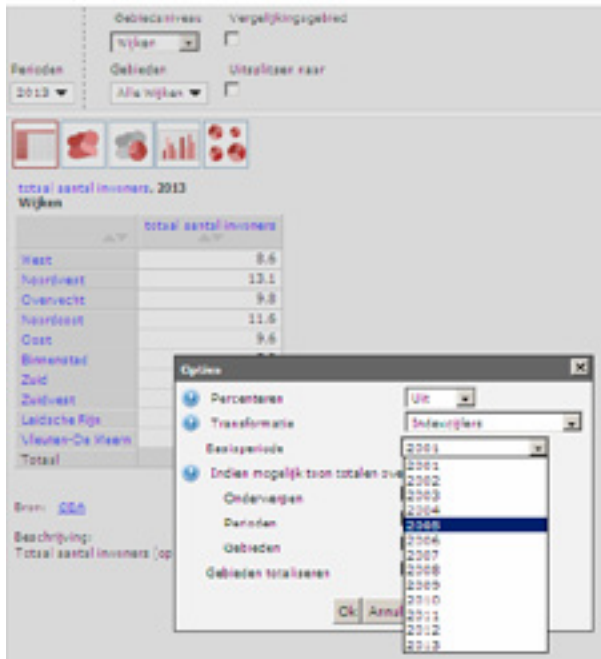 Gebiedsniveau Vergelijkingsgebied
Wijken
Perioden Gebieden Uitsplitsen naar
2013 Alle Wijken
totaal aantal inwoners, 2013
Wijken
totaal aantal inwoners
West 8.6
Noordwest 13.1
Overvecht 9.8
Noordoost 11.6
Oost 9.6
Binnenstad
Zuid
Zuidwest
Leidsche Rijn
Vleuten-De Meern
Totaal
Bron: GBA
Beschrijving:
Totaal aantal inwoners (op
Opties
Percenteren Uit
Transformatie Indexcijfers
Basisperiode 2001
Indien mogelijk toon totalen ove
Onderwerpen
Perioden
Gebieden
Gebieden totaliseren
Ok Annul
2001
2002
2003
2004
2005
2006
2007
2008
2009
2010
2011
2012
2013